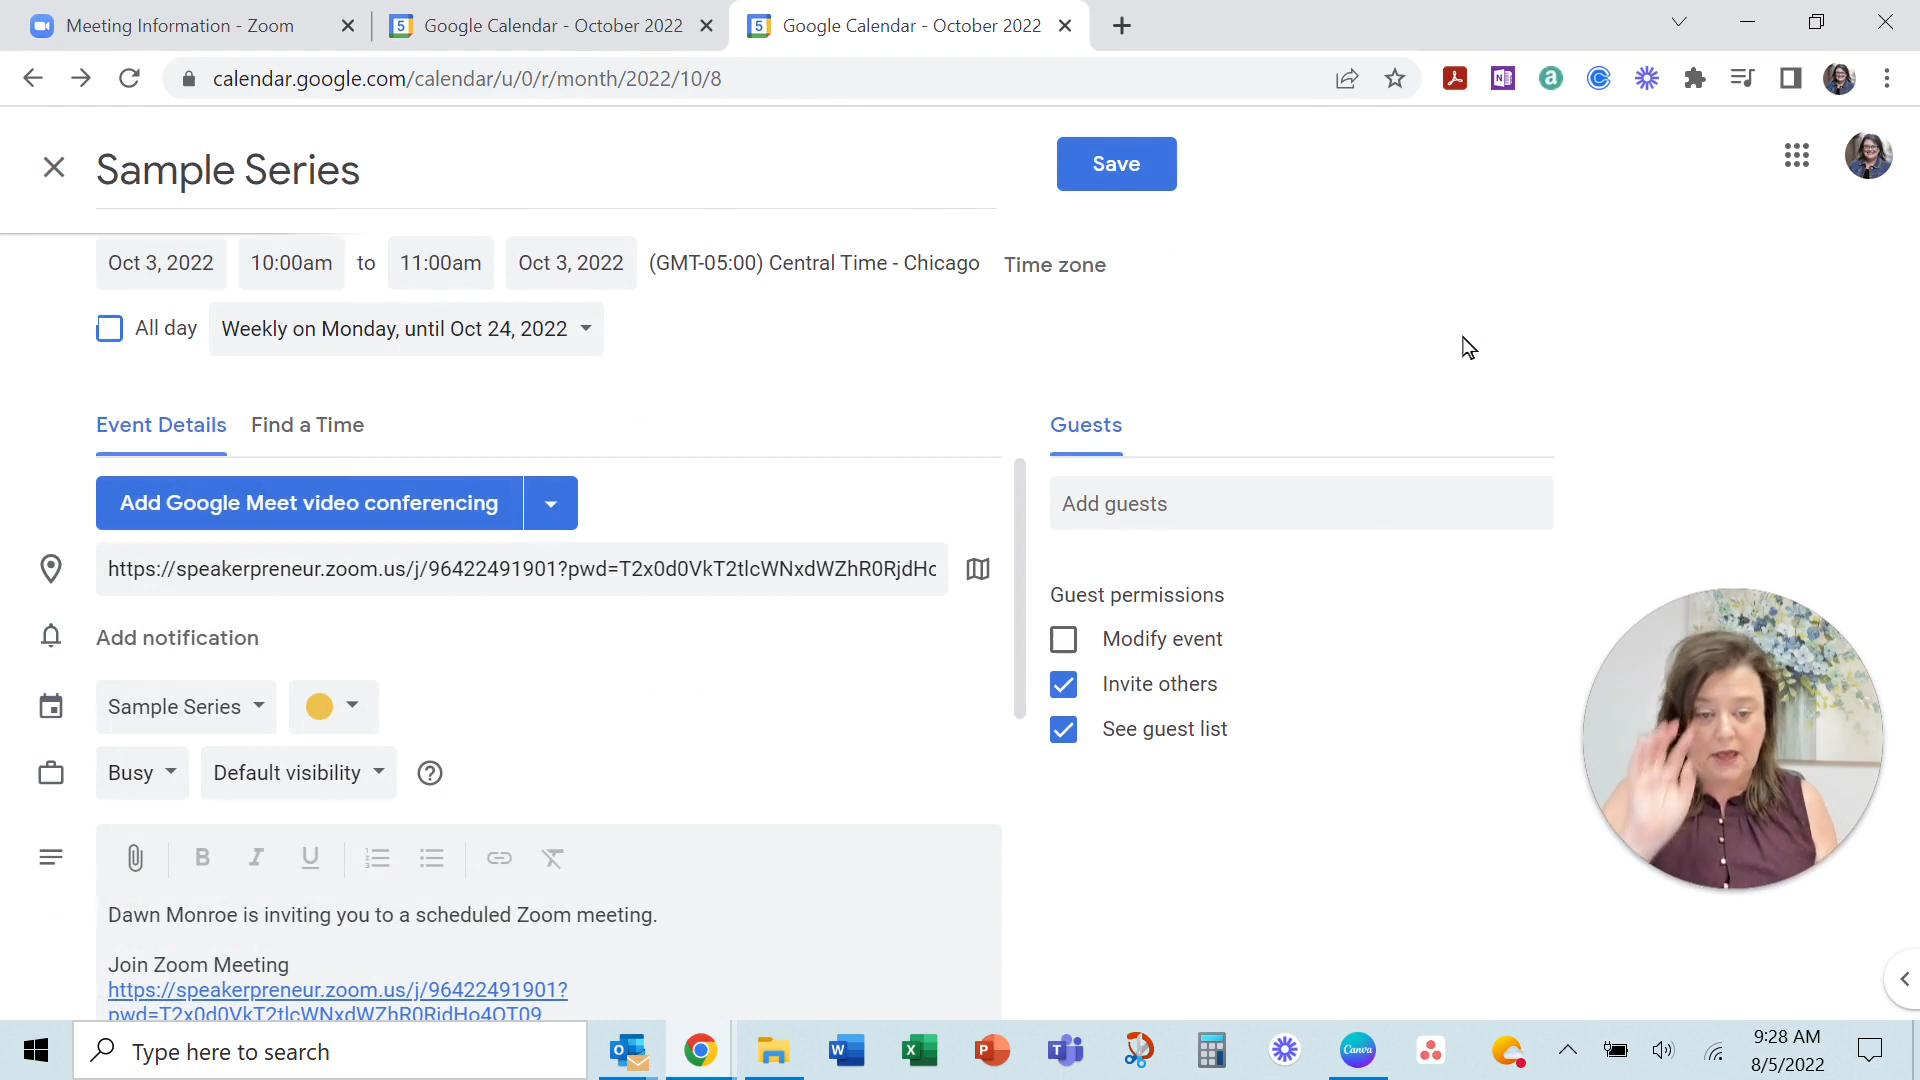 Meeting Information - Zoom
Google Calendar - October 2022
Google Calendar - October 2022
calendar.google.com/calendar/u/0/r/month/2022/10/8
Sample Series
Save
Oct 3, 2022 10:00am to 11:00am Oct 3, 2022 (GMT-05:00) Central Time - Chicago Time zone
All day Weekly on Monday, until Oct 24, 2022
Event Details Find a Time
Guests
Add Google Meet video conferencing
Add guests
https://speakerpreneur.zoom.us/j/96422491901?pwd=T2x0d0VkT2tlcWNxdWZhR0RjdHo
Guest permissions
Add notification
Modify event
Invite others
Sample Series
See guest list
Busy Default visibility
B I U
Dawn Monroe is inviting you to a scheduled Zoom meeting.
Join Zoom Meeting
https://speakerpreneur.zoom.us/j/96422491901?
pwd=T2x0d0VkT2tlcWNxdWZhR0RjdHo4QT09
Type here to search
Canva
9:28 AM
8/5/2022